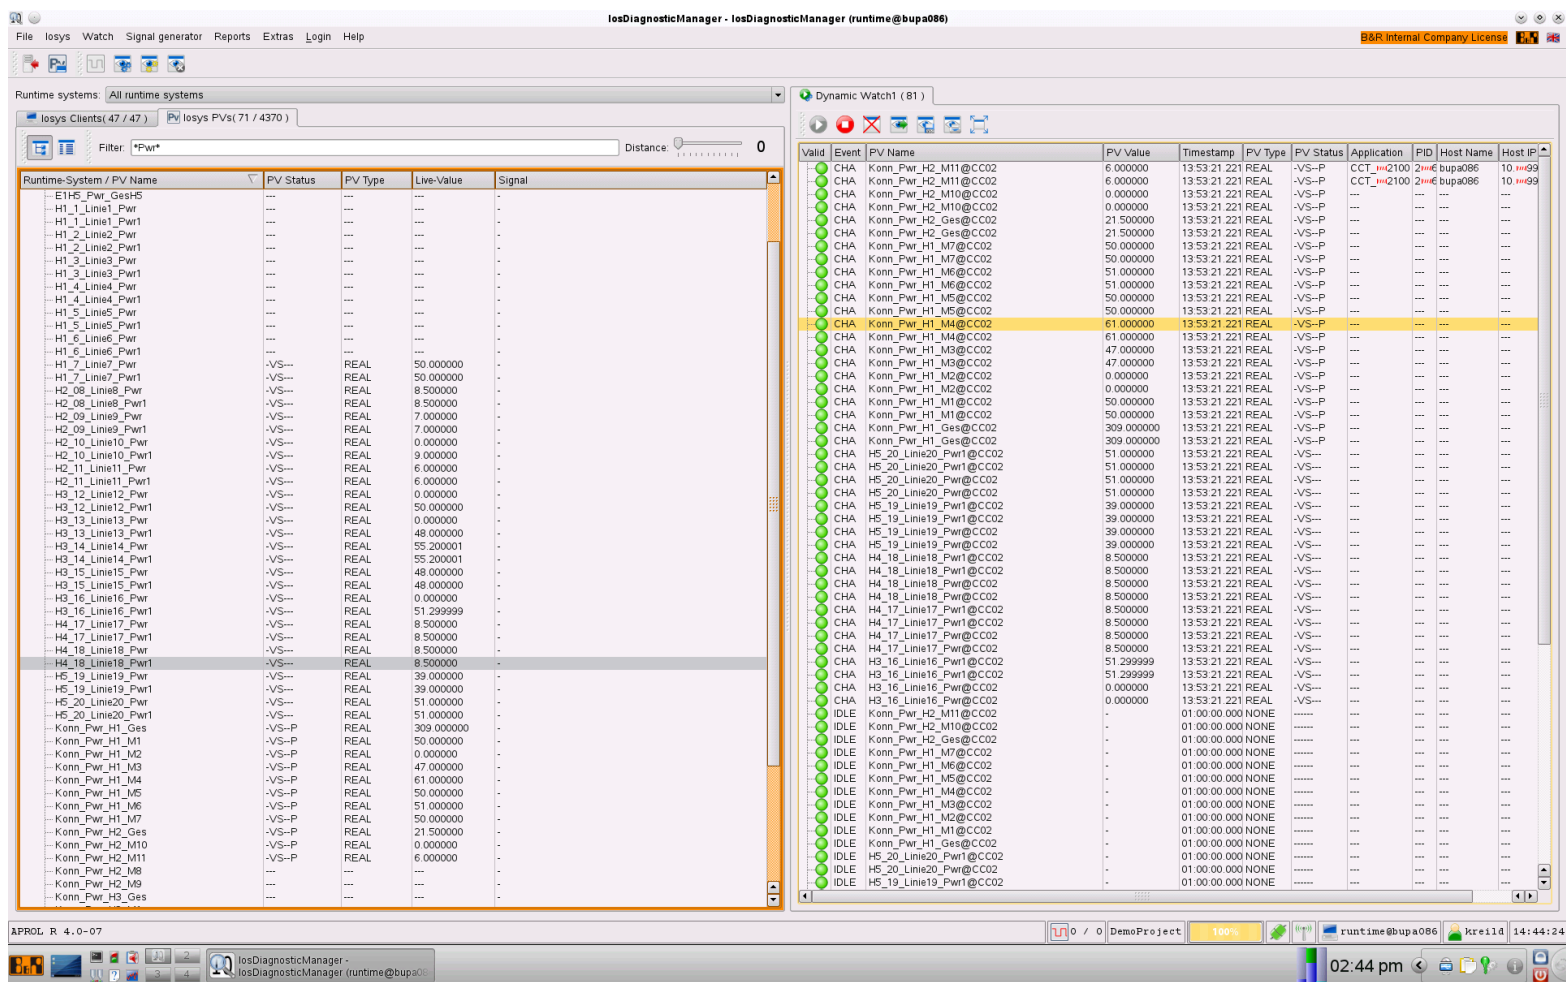 IosDiagnosticManager - IosDiagnosticManager (runtime@bupa086)
File Iosys Watch Signal generator Reports Extras Login Help
B&R Internal Company License
Runtime systems: All runtime systems
Iosys Clients( 47 / 47 ) Pv Iosys PVs( 71 / 4370 )
Filter: *Pwr* Distance: 0
Runtime-System / PV Name PV Status PV Type Live-Value Signal
E1H5_Pwr_GesH5 --- --- --- -
H1_1_Linie1_Pwr --- --- --- -
H1_1_Linie1_Pwr1 --- --- --- -
H1_2_Linie2_Pwr --- --- --- -
H1_2_Linie2_Pwr1 --- --- --- -
H1_3_Linie3_Pwr --- --- --- -
H1_3_Linie3_Pwr1 --- --- --- -
H1_4_Linie4_Pwr --- --- --- -
H1_4_Linie4_Pwr1 --- --- --- -
H1_5_Linie5_Pwr --- --- --- -
H1_5_Linie5_Pwr1 --- --- --- -
H1_6_Linie6_Pwr --- --- --- -
H1_6_Linie6_Pwr1 --- --- --- -
H1_7_Linie7_Pwr -VS--- REAL 50.000000 -
H1_7_Linie7_Pwr1 -VS--- REAL 50.000000 -
H2_08_Linie8_Pwr -VS--- REAL 8.500000 -
H2_08_Linie8_Pwr1 -VS--- REAL 8.500000 -
H2_09_Linie9_Pwr -VS--- REAL 7.000000 -
H2_09_Linie9_Pwr1 -VS--- REAL 7.000000 -
H2_10_Linie10_Pwr -VS--- REAL 0.000000 -
H2_10_Linie10_Pwr1 -VS--- REAL 9.000000 -
H2_11_Linie11_Pwr -VS--- REAL 6.000000 -
H2_11_Linie11_Pwr1 -VS--- REAL 6.000000 -
H3_12_Linie12_Pwr -VS--- REAL 0.000000 -
H3_12_Linie12_Pwr1 -VS--- REAL 50.000000 -
H3_13_Linie13_Pwr -VS--- REAL 0.000000 -
H3_13_Linie13_Pwr1 -VS--- REAL 48.000000 -
H3_14_Linie14_Pwr -VS--- REAL 55.200001 -
H3_14_Linie14_Pwr1 -VS--- REAL 55.200001 -
H3_15_Linie15_Pwr -VS--- REAL 48.000000 -
H3_15_Linie15_Pwr1 -VS--- REAL 48.000000 -
H3_16_Linie16_Pwr -VS--- REAL 0.000000 -
H3_16_Linie16_Pwr1 -VS--- REAL 51.299999 -
H4_17_Linie17_Pwr -VS--- REAL 8.500000 -
H4_17_Linie17_Pwr1 -VS--- REAL 8.500000 -
H4_18_Linie18_Pwr -VS--- REAL 8.500000 -
H4_18_Linie18_Pwr1 -VS--- REAL 8.500000 -
H5_19_Linie19_Pwr -VS--- REAL 39.000000 -
H5_19_Linie19_Pwr1 -VS--- REAL 39.000000 -
H5_20_Linie20_Pwr -VS--- REAL 51.000000 -
H5_20_Linie20_Pwr1 -VS--- REAL 51.000000 -
Konn_Pwr_H1_Ges -VS--P REAL 309.000000 -
Konn_Pwr_H1_M1 -VS--P REAL 50.000000 -
Konn_Pwr_H1_M2 -VS--P REAL 0.000000 -
Konn_Pwr_H1_M3 -VS--P REAL 47.000000 -
Konn_Pwr_H1_M4 -VS--P REAL 61.000000 -
Konn_Pwr_H1_M5 -VS--P REAL 50.000000 -
Konn_Pwr_H1_M6 -VS--P REAL 51.000000 -
Konn_Pwr_H1_M7 -VS--P REAL 50.000000 -
Konn_Pwr_H2_Ges -VS--P REAL 21.500000 -
Konn_Pwr_H2_M10 -VS--P REAL 0.000000 -
Konn_Pwr_H2_M11 -VS--P REAL 6.000000 -
Konn_Pwr_H2_M8 --- --- --- -
Konn_Pwr_H2_M9 --- --- --- -
Konn_Pwr_H3_Ges --- --- --- -
Dynamic Watch1 ( 81 )
Valid Event PV Name PV Value Timestamp PV Type PV Status Application PID Host Name Host IP
CHA Konn_Pwr_H2_M11@CC02 6.000000 13:53:21.221 REAL -VS--P CCT_ 2100 2 6 bupa086 10. 99
CHA Konn_Pwr_H2_M11@CC02 6.000000 13:53:21.221 REAL -VS--P CCT_ 2100 2 6 bupa086 10. 99
CHA Konn_Pwr_H2_M10@CC02 0.000000 13:53:21.221 REAL -VS--P --- --- --- ---
CHA Konn_Pwr_H2_M10@CC02 0.000000 13:53:21.221 REAL -VS--P --- --- --- ---
CHA Konn_Pwr_H2_Ges@CC02 21.500000 13:53:21.221 REAL -VS--P --- --- --- ---
CHA Konn_Pwr_H2_Ges@CC02 21.500000 13:53:21.221 REAL -VS--P --- --- --- ---
CHA Konn_Pwr_H1_M7@CC02 50.000000 13:53:21.221 REAL -VS--P --- --- --- ---
CHA Konn_Pwr_H1_M7@CC02 50.000000 13:53:21.221 REAL -VS--P --- --- --- ---
CHA Konn_Pwr_H1_M6@CC02 51.000000 13:53:21.221 REAL -VS--P --- --- --- ---
CHA Konn_Pwr_H1_M6@CC02 51.000000 13:53:21.221 REAL -VS--P --- --- --- ---
CHA Konn_Pwr_H1_M5@CC02 50.000000 13:53:21.221 REAL -VS--P --- --- --- ---
CHA Konn_Pwr_H1_M5@CC02 50.000000 13:53:21.221 REAL -VS--P --- --- --- ---
CHA Konn_Pwr_H1_M4@CC02 61.000000 13:53:21.221 REAL -VS--P --- --- --- ---
CHA Konn_Pwr_H1_M4@CC02 61.000000 13:53:21.221 REAL -VS--P --- --- --- ---
CHA Konn_Pwr_H1_M3@CC02 47.000000 13:53:21.221 REAL -VS--P --- --- --- ---
CHA Konn_Pwr_H1_M3@CC02 47.000000 13:53:21.221 REAL -VS--P --- --- --- ---
CHA Konn_Pwr_H1_M2@CC02 0.000000 13:53:21.221 REAL -VS--P --- --- --- ---
CHA Konn_Pwr_H1_M2@CC02 0.000000 13:53:21.221 REAL -VS--P --- --- --- ---
CHA Konn_Pwr_H1_M1@CC02 50.000000 13:53:21.221 REAL -VS--P --- --- --- ---
CHA Konn_Pwr_H1_M1@CC02 50.000000 13:53:21.221 REAL -VS--P --- --- --- ---
CHA Konn_Pwr_H1_Ges@CC02 309.000000 13:53:21.221 REAL -VS--P --- --- --- ---
CHA Konn_Pwr_H1_Ges@CC02 309.000000 13:53:21.221 REAL -VS--P --- --- --- ---
CHA H5_20_Linie20_Pwr1@CC02 51.000000 13:53:21.221 REAL -VS--- --- --- --- ---
CHA H5_20_Linie20_Pwr1@CC02 51.000000 13:53:21.221 REAL -VS--- --- --- --- ---
CHA H5_20_Linie20_Pwr@CC02 51.000000 13:53:21.221 REAL -VS--- --- --- --- ---
CHA H5_20_Linie20_Pwr@CC02 51.000000 13:53:21.221 REAL -VS--- --- --- --- ---
CHA H5_19_Linie19_Pwr1@CC02 39.000000 13:53:21.221 REAL -VS--- --- --- --- ---
CHA H5_19_Linie19_Pwr1@CC02 39.000000 13:53:21.221 REAL -VS--- --- --- --- ---
CHA H5_19_Linie19_Pwr@CC02 39.000000 13:53:21.221 REAL -VS--- --- --- --- ---
CHA H5_19_Linie19_Pwr@CC02 39.000000 13:53:21.221 REAL -VS--- --- --- --- ---
CHA H4_18_Linie18_Pwr1@CC02 8.500000 13:53:21.221 REAL -VS--- --- --- --- ---
CHA H4_18_Linie18_Pwr1@CC02 8.500000 13:53:21.221 REAL -VS--- --- --- --- ---
CHA H4_18_Linie18_Pwr@CC02 8.500000 13:53:21.221 REAL -VS--- --- --- --- ---
CHA H4_18_Linie18_Pwr@CC02 8.500000 13:53:21.221 REAL -VS--- --- --- --- ---
CHA H4_17_Linie17_Pwr1@CC02 8.500000 13:53:21.221 REAL -VS--- --- --- --- ---
CHA H4_17_Linie17_Pwr1@CC02 8.500000 13:53:21.221 REAL -VS--- --- --- --- ---
CHA H4_17_Linie17_Pwr@CC02 8.500000 13:53:21.221 REAL -VS--- --- --- --- ---
CHA H4_17_Linie17_Pwr@CC02 8.500000 13:53:21.221 REAL -VS--- --- --- --- ---
CHA H3_16_Linie16_Pwr1@CC02 51.299999 13:53:21.221 REAL -VS--- --- --- --- ---
CHA H3_16_Linie16_Pwr1@CC02 51.299999 13:53:21.221 REAL -VS--- --- --- --- ---
CHA H3_16_Linie16_Pwr@CC02 0.000000 13:53:21.221 REAL -VS--- --- --- --- ---
CHA H3_16_Linie16_Pwr@CC02 0.000000 13:53:21.221 REAL -VS--- --- --- --- ---
IDLE Konn_Pwr_H2_M11@CC02 - 01:00:00.000 NONE ------ --- --- --- ---
IDLE Konn_Pwr_H2_M10@CC02 - 01:00:00.000 NONE ------ --- --- --- ---
IDLE Konn_Pwr_H2_Ges@CC02 - 01:00:00.000 NONE ------ --- --- --- ---
IDLE Konn_Pwr_H1_M7@CC02 - 01:00:00.000 NONE ------ --- --- --- ---
IDLE Konn_Pwr_H1_M6@CC02 - 01:00:00.000 NONE ------ --- --- --- ---
IDLE Konn_Pwr_H1_M5@CC02 - 01:00:00.000 NONE ------ --- --- --- ---
IDLE Konn_Pwr_H1_M4@CC02 - 01:00:00.000 NONE ------ --- --- --- ---
IDLE Konn_Pwr_H1_M3@CC02 - 01:00:00.000 NONE ------ --- --- --- ---
IDLE Konn_Pwr_H1_M2@CC02 - 01:00:00.000 NONE ------ --- --- --- ---
IDLE Konn_Pwr_H1_M1@CC02 - 01:00:00.000 NONE ------ --- --- --- ---
IDLE Konn_Pwr_H1_Ges@CC02 - 01:00:00.000 NONE ------ --- --- --- ---
IDLE H5_20_Linie20_Pwr1@CC02 - 01:00:00.000 NONE ------ --- --- --- ---
IDLE H5_20_Linie20_Pwr@CC02 - 01:00:00.000 NONE ------ --- --- --- ---
IDLE H5_19_Linie19_Pwr1@CC02 - 01:00:00.000 NONE ------ --- --- --- ---
APROL R 4.0-07 0 / 0 DemoProject 100% runtime@bupa086 kreild 14:44:24
B&R 2 3 4 IosDiagnosticManager -
IosDiagnosticManager (runtime@bupa08
02:44 pm